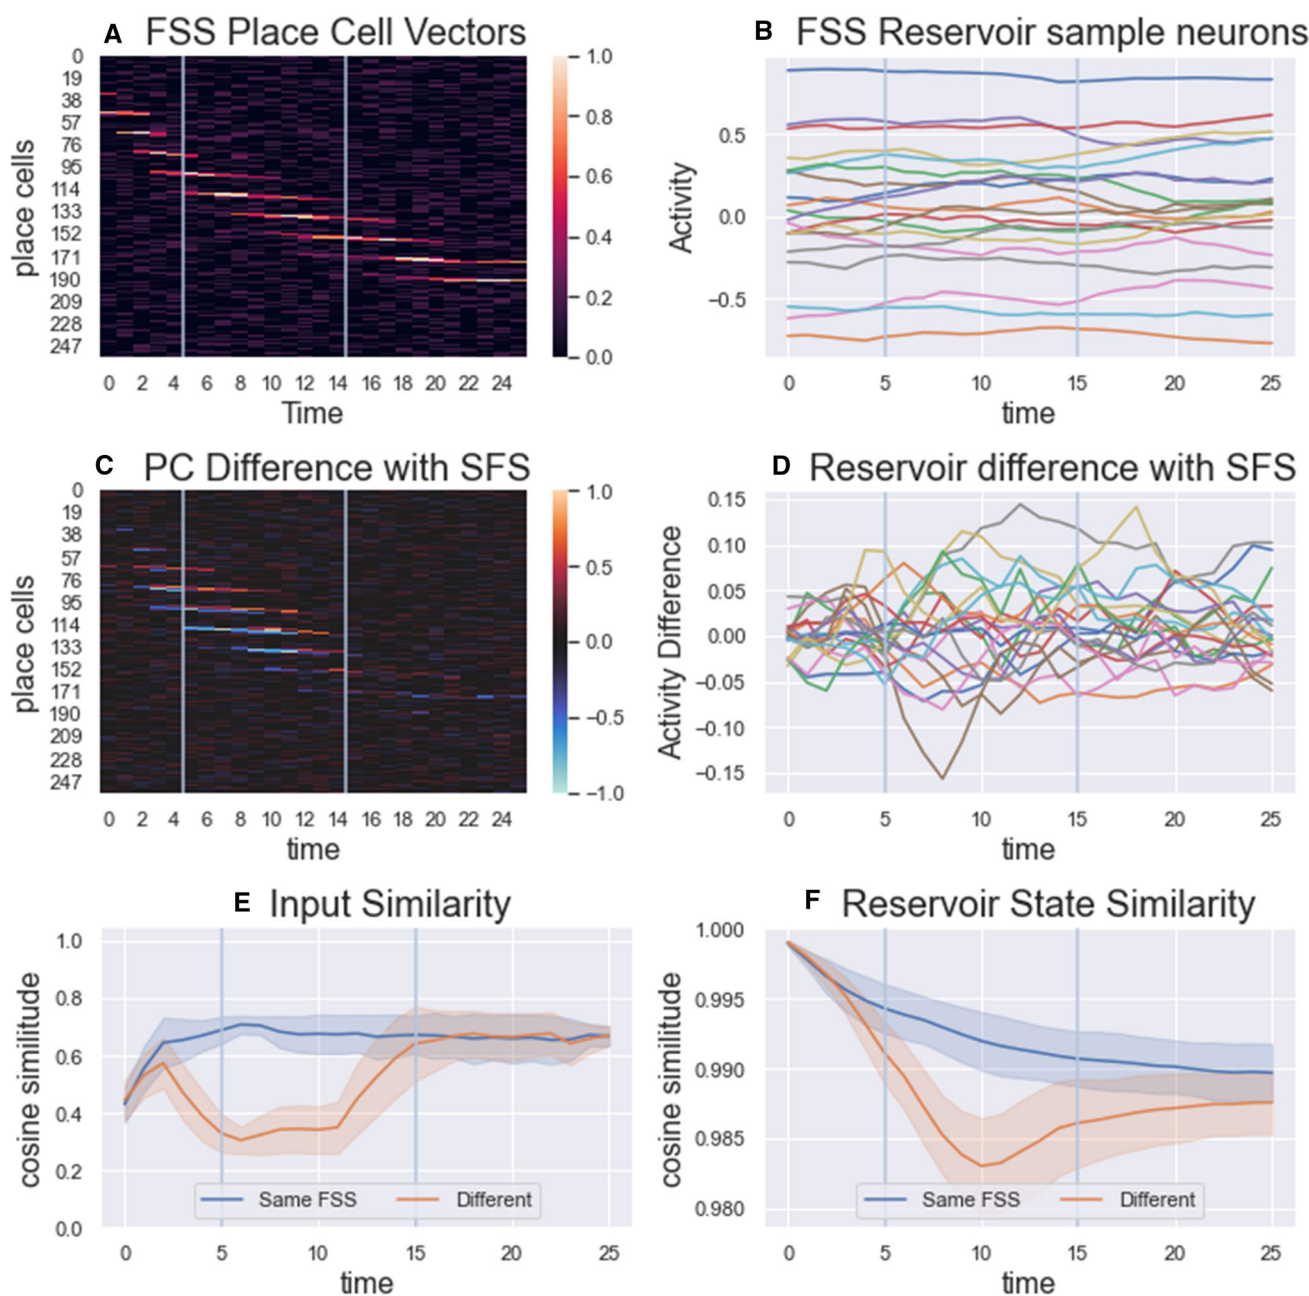 A FSS Place Cell Vectors
place cells
0
19
38
57
76
95
114
133
152
171
190
209
228
247
0 2 4 6 8 10 12 14 16 18 20 22 24
Time
1.0
0.8
0.6
0.4
0.2
0.0
B FSS Reservoir sample neurons
Activity
0.5
0.0
−0.5
0 5 10 15 20 25
time
C PC Difference with SFS
place cells
0
19
38
57
76
95
114
133
152
171
190
209
228
247
0 2 4 6 8 10 12 14 16 18 20 22 24
time
1.0
0.5
0.0
−0.5
−1.0
D Reservoir difference with SFS
Activity Difference
0.15
0.10
0.05
0.00
−0.05
−0.10
−0.15
0 5 10 15 20 25
time
E Input Similarity
cosine similitude
1.0
0.8
0.6
0.4
0.2
0.0
Same FSS Different
0 5 10 15 20 25
time
F Reservoir State Similarity
cosine similitude
1.000
0.995
0.990
0.985
0.980
Same FSS Different
0 5 10 15 20 25
time